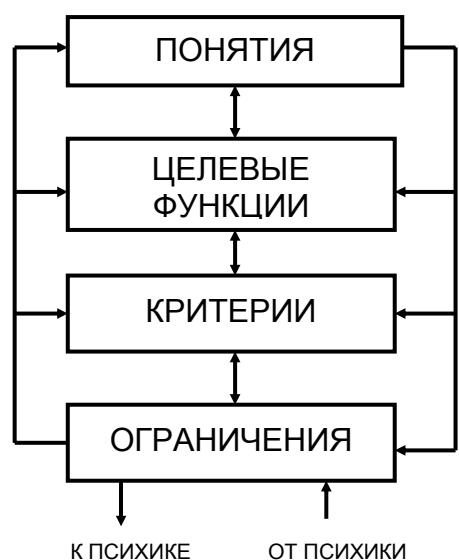 ПОНЯТИЯ
ЦЕЛЕВЫЕ
ФУНКЦИИ
КРИТЕРИИ
ОГРАНИЧЕНИЯ
К ПСИХИКЕ ОТ ПСИХИКИ